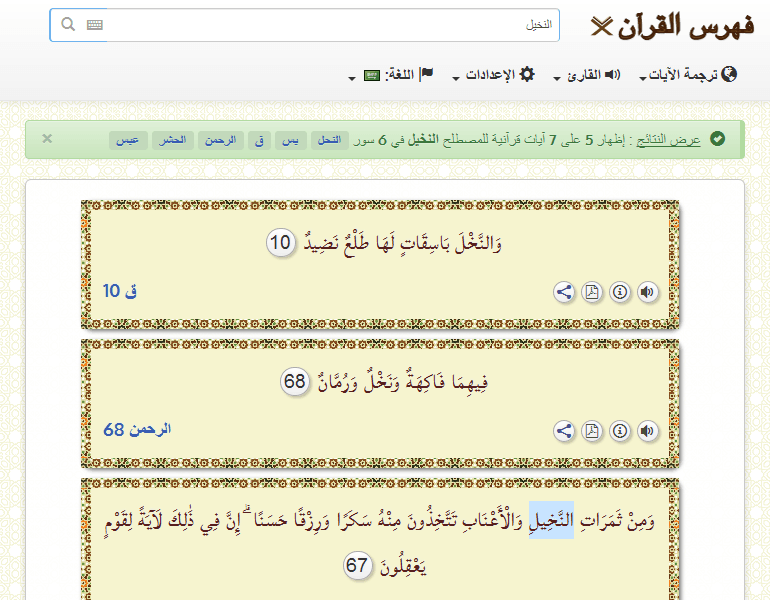 فهرس القرآن
النخيل
ترجمة الآيات القارئ الإعدادات اللغة:
عرض النتائج : إظهار 5 على 7 آيات قرآنية للمصطلح النخيل في 6 سور النحل يس ق الرحمن الحشر عبس ×
وَالنَّخْلَ بَاسِقَاتٍ لَهَا طَلْعٌ نَضِيدٌ 10
ق 10
فِيهِمَا فَاكِهَةٌ وَنَخْلٌ وَرُمَّانٌ 68
الرحمن 68
وَمِنْ ثَمَرَاتِ النَّخِيلِ وَالْأَعْنَابِ تَتَّخِذُونَ مِنْهُ سَكَرًا وَرِزْقًا حَسَنًا ۗ إِنَّ فِي ذَٰلِكَ لَآيَةً لِقَوْمٍ
يَعْقِلُونَ 67